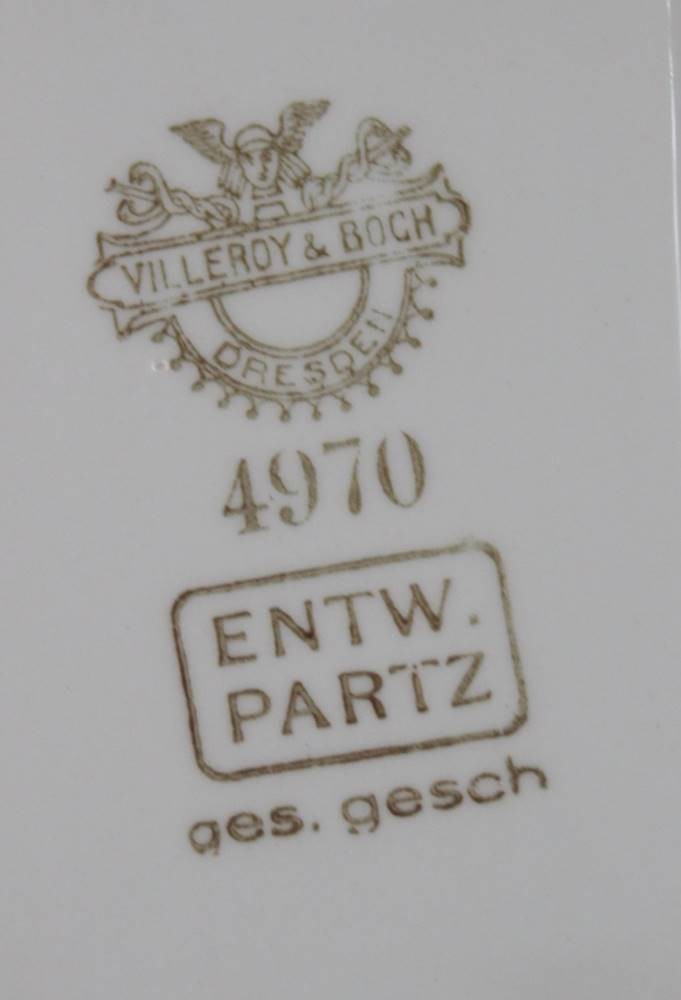 VILLEROY & BOCH
DRESDEN
4970
ENTW.
PARTZ
ges. gesch